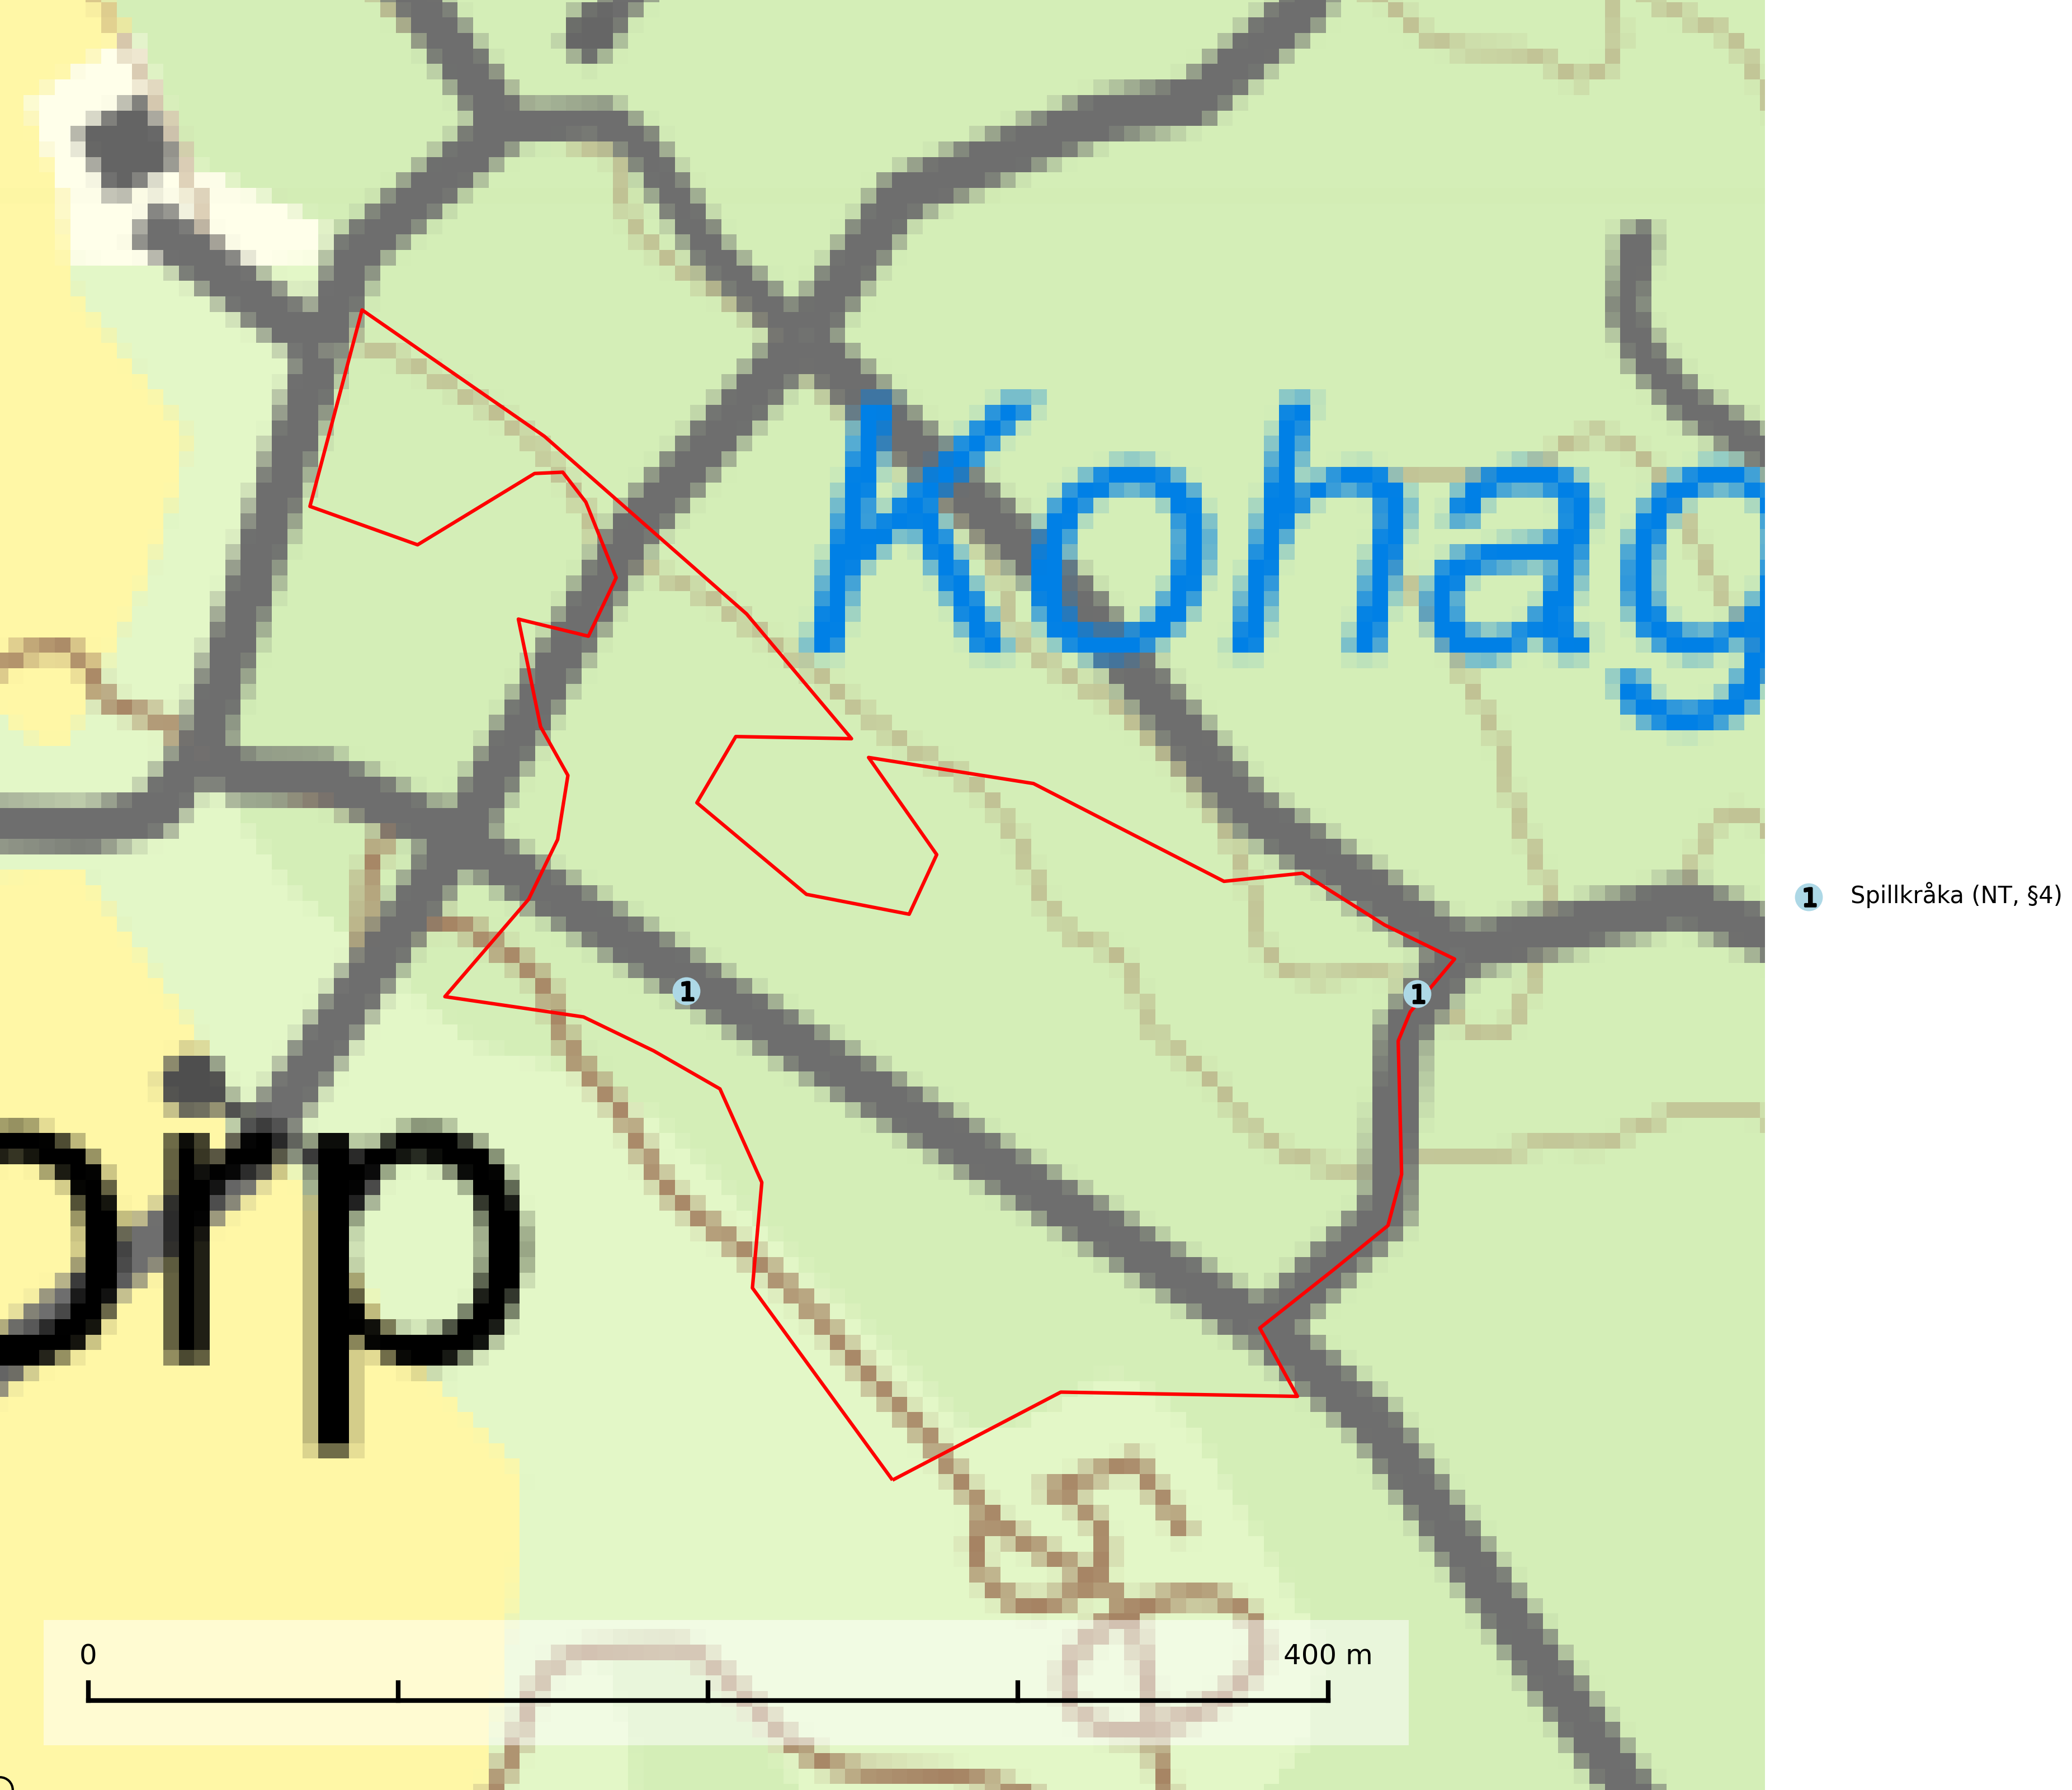 Kohag
1 Spillkråka (NT, §4)
1
1
orp
0 400 m